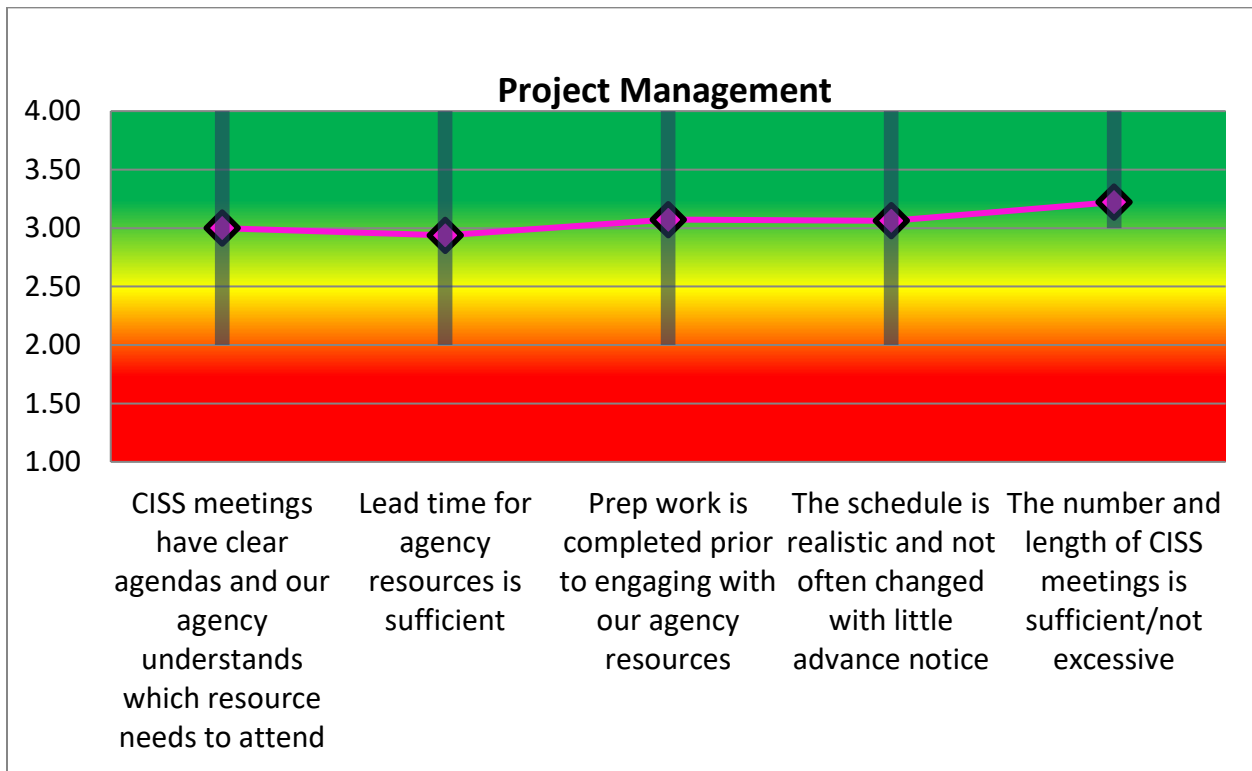 Project Management
4.00
3.50
3.00
2.50
2.00
1.50
1.00
CISS meetings
have clear
agendas and our
agency
understands
which resource
needs to attend
Lead time for
agency
resources is
sufficient
Prep work is
completed prior
to engaging with
our agency
resources
The schedule is
realistic and not
often changed
with little
advance notice
The number and
length of CISS
meetings is
sufficient/not
excessive